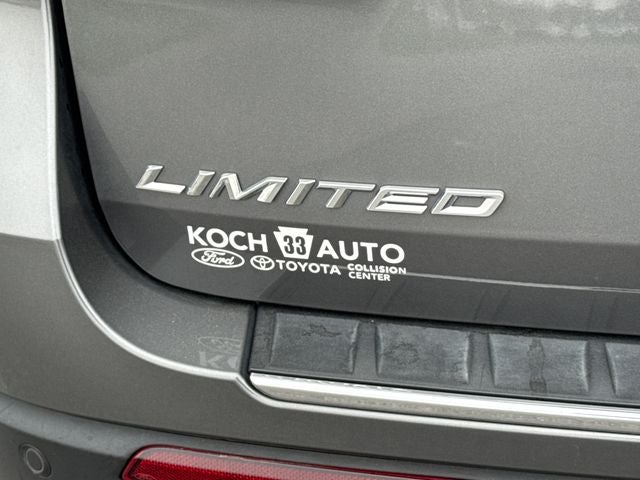 LIMITED
KOCH 33 AUTO
Ford TOYOTA COLLISION CENTER